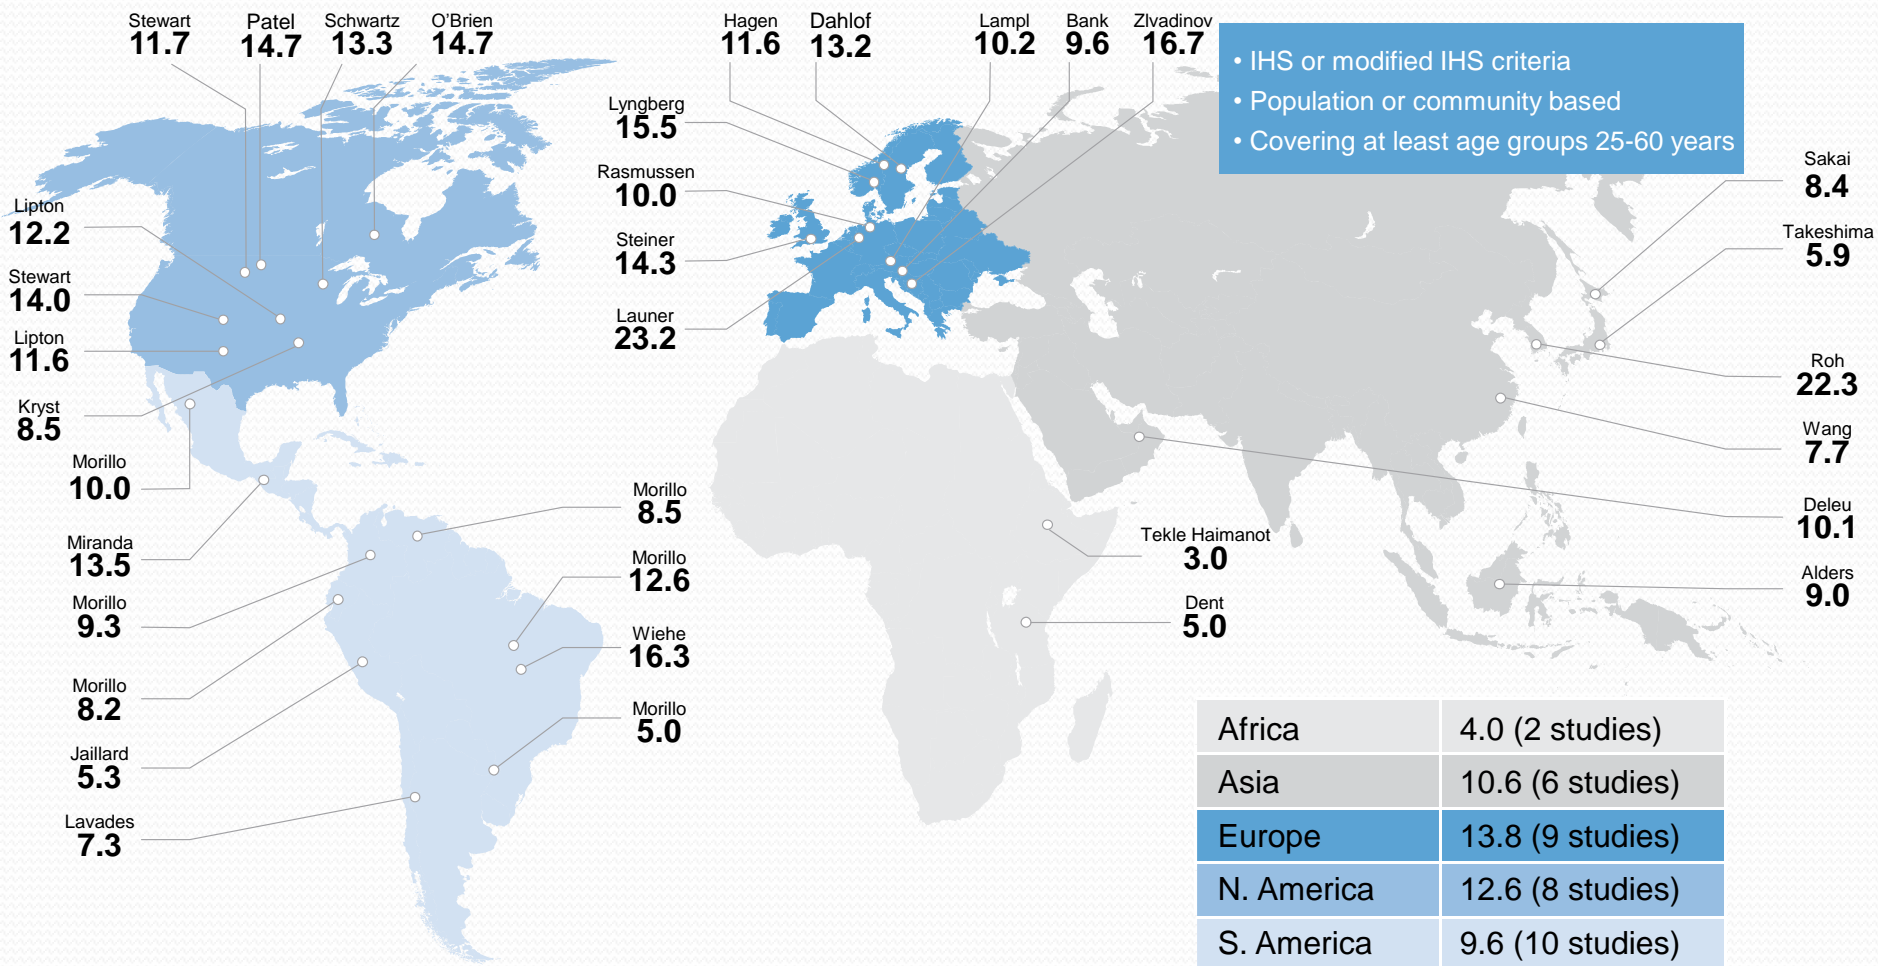 Stewart
11.7
Patel
14.7
Schwartz
13.3
O’Brien
14.7
Hagen
11.6
Dahlof
13.2
Lampl
10.2
Bank
9.6
Zlvadinov
16.7
• IHS or modified IHS criteria
• Population or community based
• Covering at least age groups 25-60 years
Lipton
12.2
Stewart
14.0
Lipton
11.6
Kryst
8.5
Morillo
10.0
Miranda
13.5
Morillo
9.3
Morillo
8.2
Jaillard
5.3
Lavades
7.3
Lyngberg
15.5
Rasmussen
10.0
Steiner
14.3
Launer
23.2
Morillo
8.5
Morillo
12.6
Wiehe
16.3
Morillo
5.0
Tekle Haimanot
3.0
Dent
5.0
Sakai
8.4
Takeshima
5.9
Roh
22.3
Wang
7.7
Deleu
10.1
Alders
9.0
Africa 4.0 (2 studies)
Asia 10.6 (6 studies)
Europe 13.8 (9 studies)
N. America 12.6 (8 studies)
S. America 9.6 (10 studies)